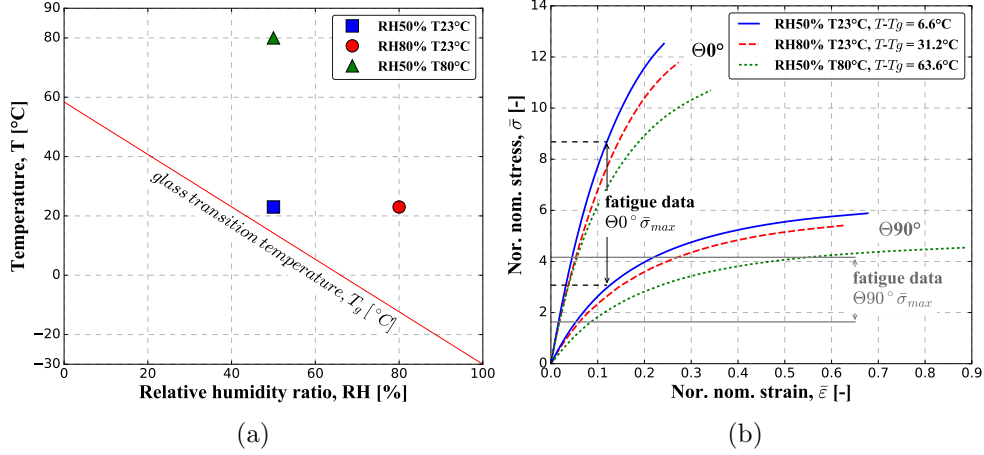 RH50% T23°C
RH80% T23°C
RH50% T80°C
80
80
60
40
20
0
−20
−30
0
20
40
60
80
100
Temperature, T [°C]
glass transition temperature, Tg [°C]
Relative humidity ratio, RH [%]
(a)
RH50% T23°C, T-Tg = 6.6°C
RH80% T23°C, T-Tg = 31.2°C
RH50% T80°C, T-Tg = 63.6°C
Θ0°
14
12
10
8
6
4
2
0
Nor. nom. stress, σ̄ [-]
fatigue data
Θ0° σ̄max
Θ90°
fatigue data
Θ90° σ̄max
0.0
0.1
0.2
0.3
0.4
0.5
0.6
0.7
0.8
0.9
Nor. nom. strain, ε̄ [-]
(b)